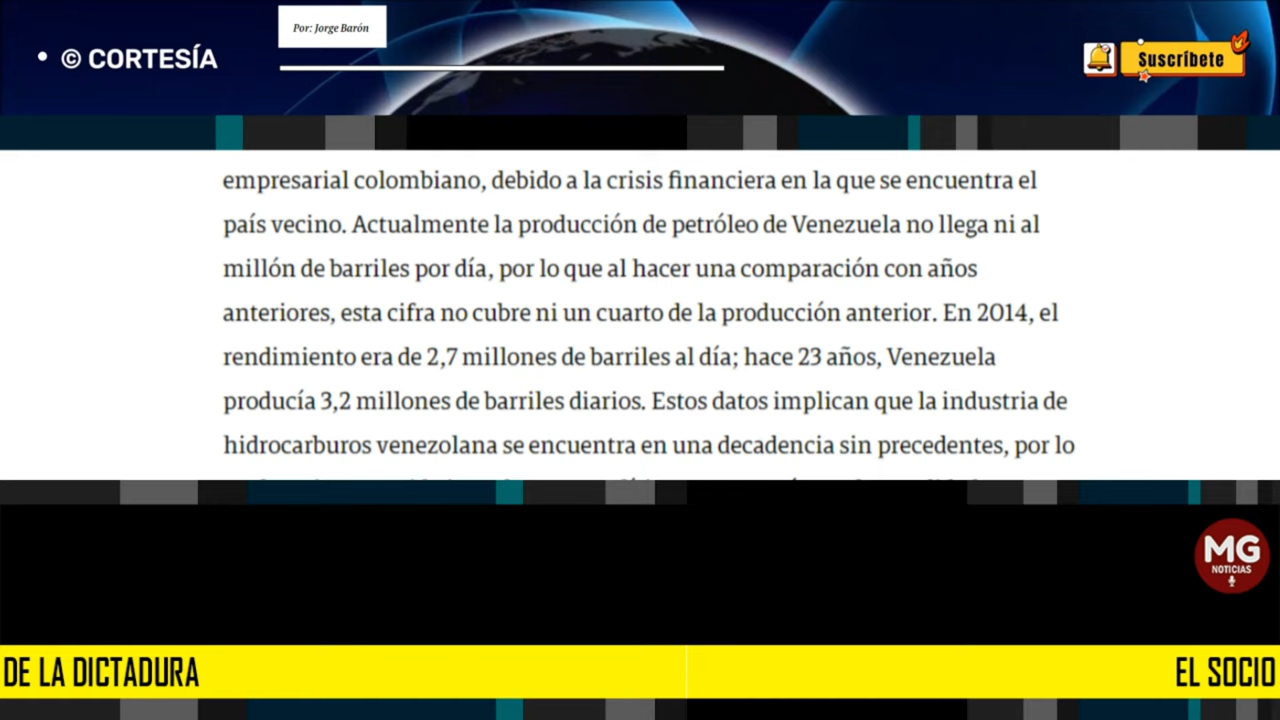 • © CORTESÍA
Por: Jorge Barón
Suscríbete
empresarial colombiano, debido a la crisis financiera en la que se encuentra el
país vecino. Actualmente la producción de petróleo de Venezuela no llega ni al
millón de barriles por día, por lo que al hacer una comparación con años
anteriores, esta cifra no cubre ni un cuarto de la producción anterior. En 2014, el
rendimiento era de 2,7 millones de barriles al día; hace 23 años, Venezuela
producía 3,2 millones de barriles diarios. Estos datos implican que la industria de
hidrocarburos venezolana se encuentra en una decadencia sin precedentes, por lo
MG
NOTICIAS
DE LA DICTADURA
EL SOCIO